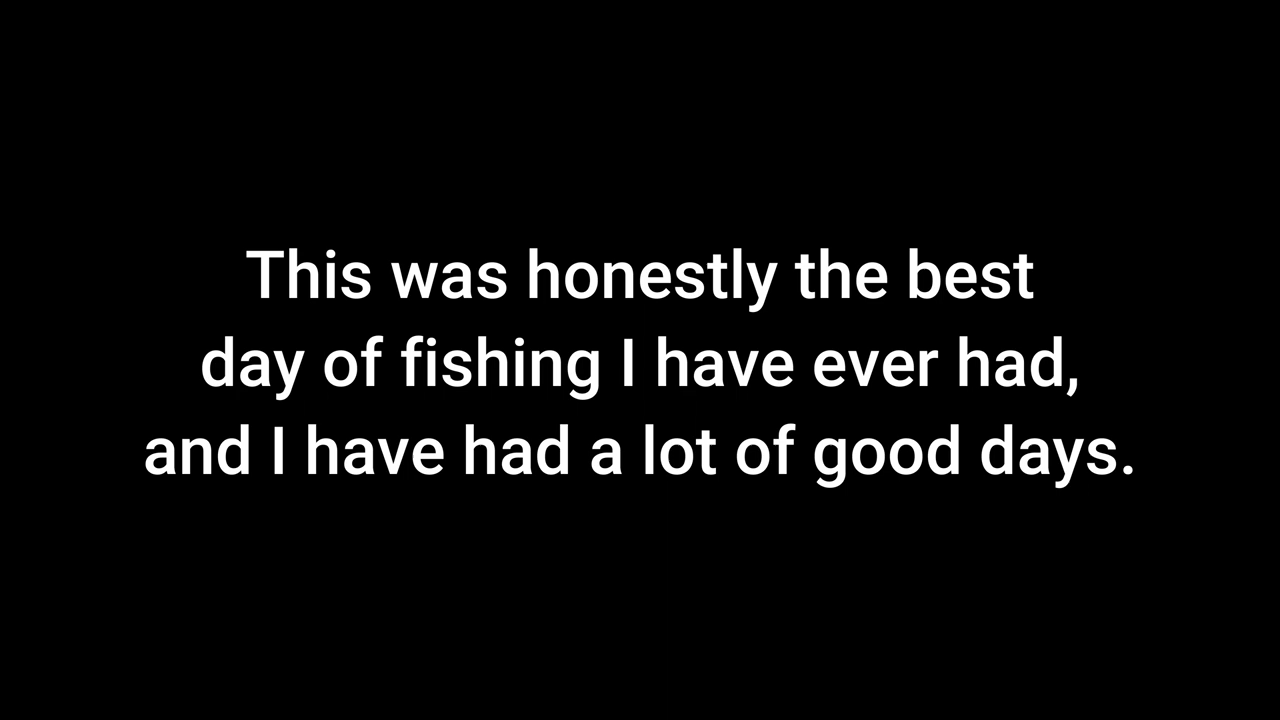 This was honestly the best
day of fishing I have ever had,
and I have had a lot of good days.